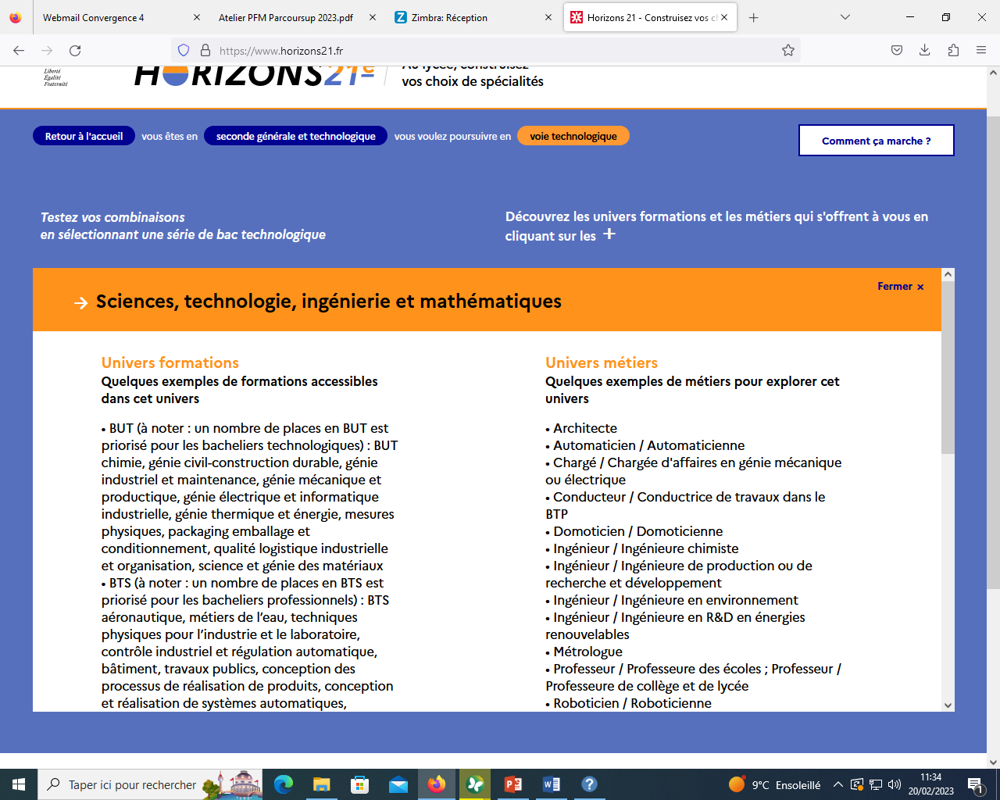 Webmail Convergence 4
Atelier PFM Parcoursup 2023.pdf
Zimbra: Réception
Horizons 21 - Construisez vos c
https://www.horizons21.fr
Liberté
Égalité
Fraternité
HORIZONS21e
Au lycée, construisez
vos choix de spécialités
Retour à l'accueil vous êtes en seconde générale et technologique vous voulez poursuivre en voie technologique
Comment ça marche ?
Testez vos combinaisons
en sélectionnant une série de bac technologique
Découvrez les univers formations et les métiers qui s'offrent à vous en
cliquant sur les +
Fermer ×
→ Sciences, technologie, ingénierie et mathématiques
Univers formations
Quelques exemples de formations accessibles
dans cet univers
• BUT (à noter : un nombre de places en BUT est
priorisé pour les bacheliers technologiques) : BUT
chimie, génie civil-construction durable, génie
industriel et maintenance, génie mécanique et
productique, génie électrique et informatique
industrielle, génie thermique et énergie, mesures
physiques, packaging emballage et
conditionnement, qualité logistique industrielle
et organisation, science et génie des matériaux
• BTS (à noter : un nombre de places en BTS est
priorisé pour les bacheliers professionnels) : BTS
aéronautique, métiers de l’eau, techniques
physiques pour l’industrie et le laboratoire,
contrôle industriel et régulation automatique,
bâtiment, travaux publics, conception des
processus de réalisation de produits, conception
et réalisation de systèmes automatiques,
Univers métiers
Quelques exemples de métiers pour explorer cet
univers
• Architecte
• Automaticien / Automaticienne
• Chargé / Chargée d'affaires en génie mécanique
ou électrique
• Conducteur / Conductrice de travaux dans le
BTP
• Domoticien / Domoticienne
• Ingénieur / Ingénieure chimiste
• Ingénieur / Ingénieure de production ou de
recherche et développement
• Ingénieur / Ingénieure en environnement
• Ingénieur / Ingénieure en R&D en énergies
renouvelables
• Métrologue
• Professeur / Professeure des écoles ; Professeur /
Professeure de collège et de lycée
• Roboticien / Roboticienne
Taper ici pour rechercher
9°C Ensoleillé
11:34
20/02/2023
1